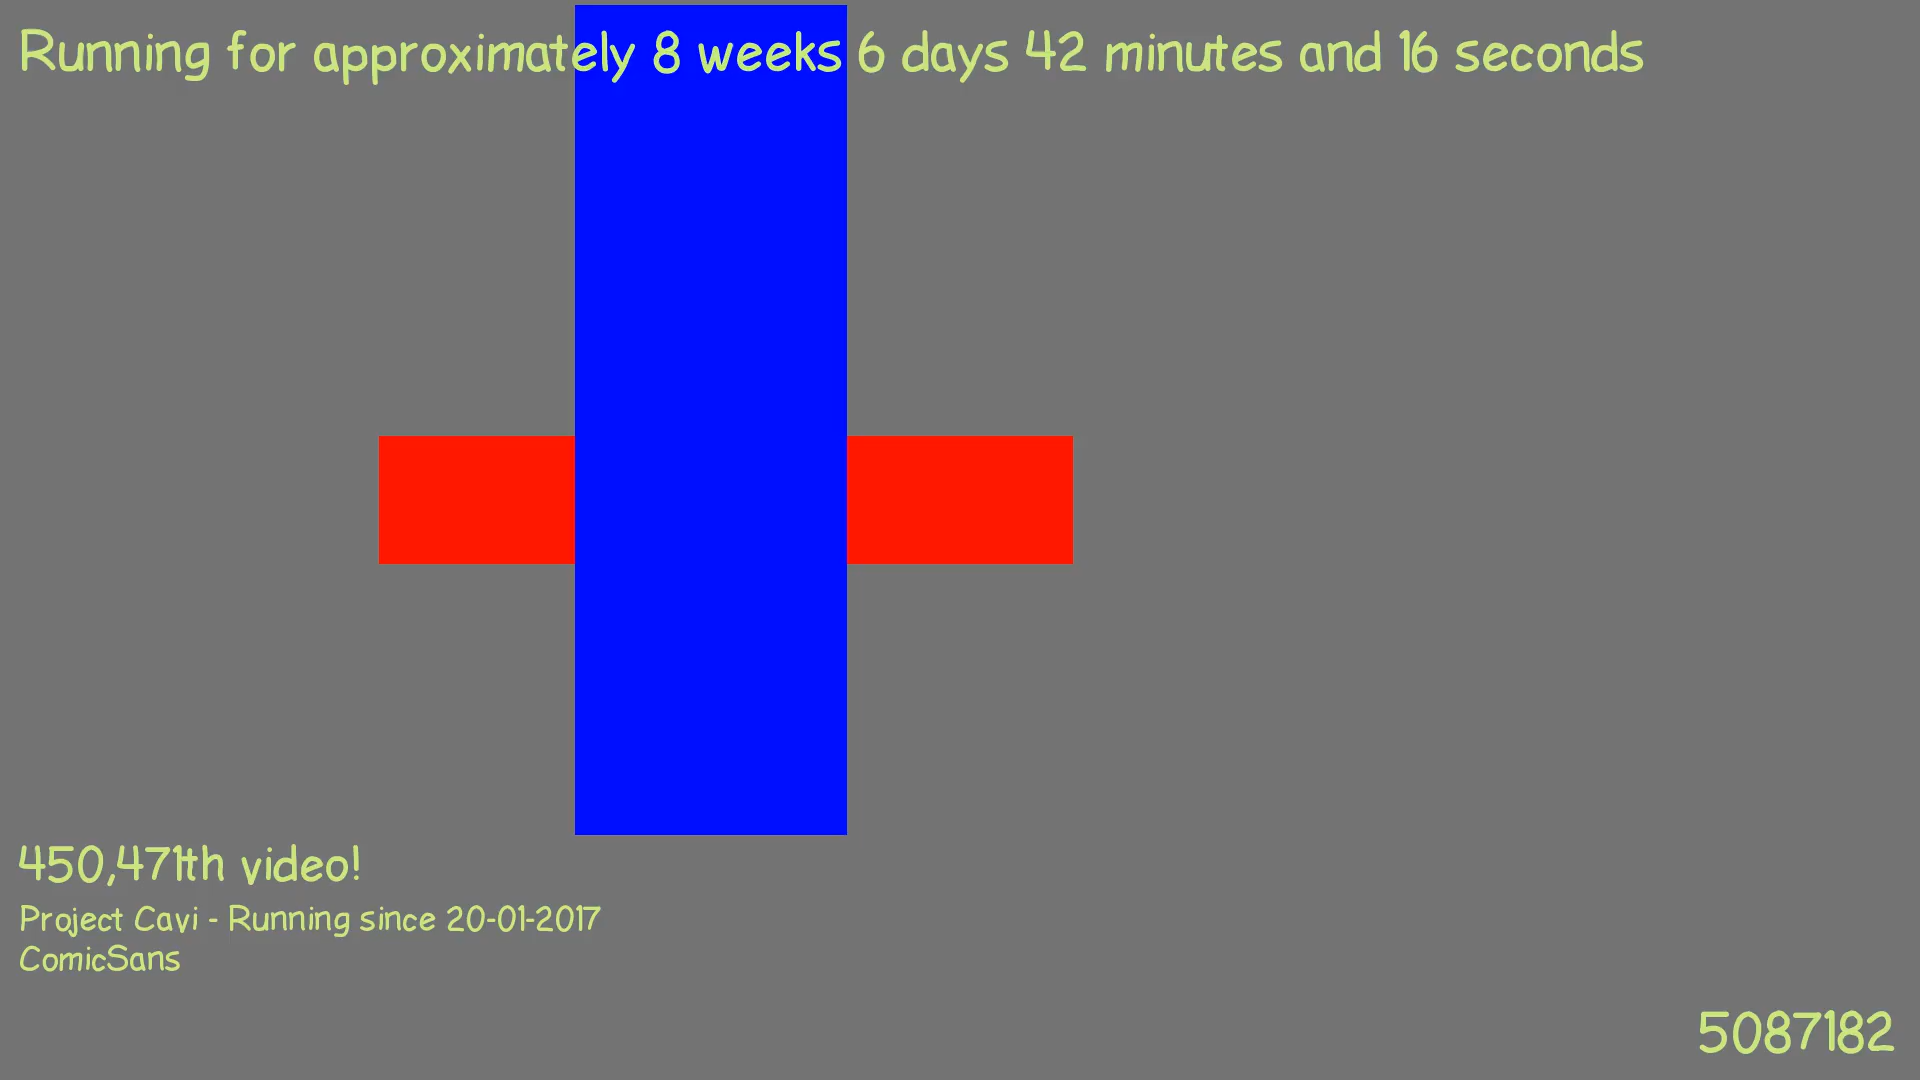 Running for approximately 8 weeks 6 days 42 minutes and 16 seconds
450,471th video!
Project Cavi - Running since 20-01-2017
ComicSans
5087182